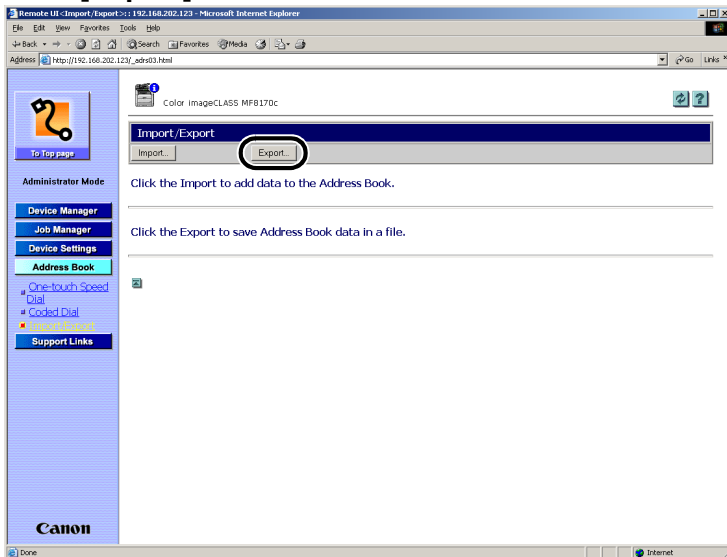 Remote UI<Import/Export>:: 192.168.202.123 - Microsoft Internet Explorer
File Edit View Favorites Tools Help
Back Search Favorites Media
Address http://192.168.202.123/_adrs03.html Go Links »
Color imageCLASS MF8170c
?
To Top page
Import/Export
Import... Export...
Administrator Mode
Click the Import to add data to the Address Book.
Device Manager
Job Manager
Click the Export to save Address Book data in a file.
Device Settings
Address Book
One-touch Speed
Dial
Coded Dial
Import/Export
Support Links
Canon
Done Internet